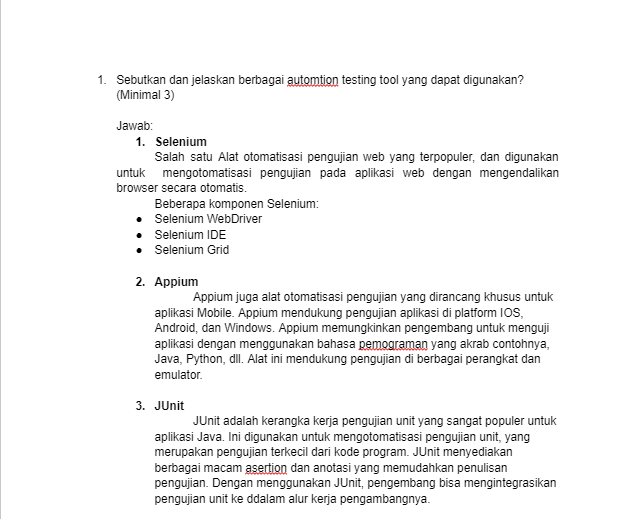 1. Sebutkan dan jelaskan berbagai automtion testing tool yang dapat digunakan?
(Minimal 3)
Jawab:
1. Selenium
Salah satu Alat otomatisasi pengujian web yang terpopuler, dan digunakan
untuk mengotomatisasi pengujian pada aplikasi web dengan mengendalikan
browser secara otomatis.
Beberapa komponen Selenium:
● Selenium WebDriver
● Selenium IDE
● Selenium Grid
2. Appium
Appium juga alat otomatisasi pengujian yang dirancang khusus untuk
aplikasi Mobile. Appium mendukung pengujian aplikasi di platform IOS,
Android, dan Windows. Appium memungkinkan pengembang untuk menguji
aplikasi dengan menggunakan bahasa pemograman yang akrab contohnya,
Java, Python, dll. Alat ini mendukung pengujian di berbagai perangkat dan
emulator.
3. JUnit
JUnit adalah kerangka kerja pengujian unit yang sangat populer untuk
aplikasi Java. Ini digunakan untuk mengotomatisasi pengujian unit, yang
merupakan pengujian terkecil dari kode program. JUnit menyediakan
berbagai macam asertion dan anotasi yang memudahkan penulisan
pengujian. Dengan menggunakan JUnit, pengembang bisa mengintegrasikan
pengujian unit ke ddalam alur kerja pengambangnya.